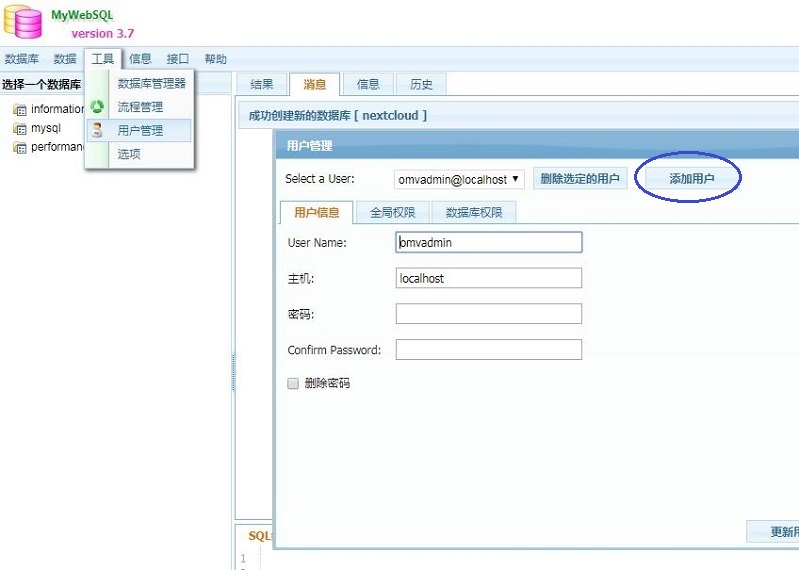 MyWebSQL
version 3.7
数据库 数据 工具 信息 接口 帮助
选择一个数据库
information
mysql
performan
数据库管理器
流程管理
用户管理
选项
结果 消息 信息 历史
成功创建新的数据库 [ nextcloud ]
用户管理
Select a User: omvadmin@localhost 删除选定的用户 添加用户
用户信息 全局权限 数据库权限
User Name: omvadmin
主机: localhost
密码:
Confirm Password:
删除密码
更新用
SQL
1